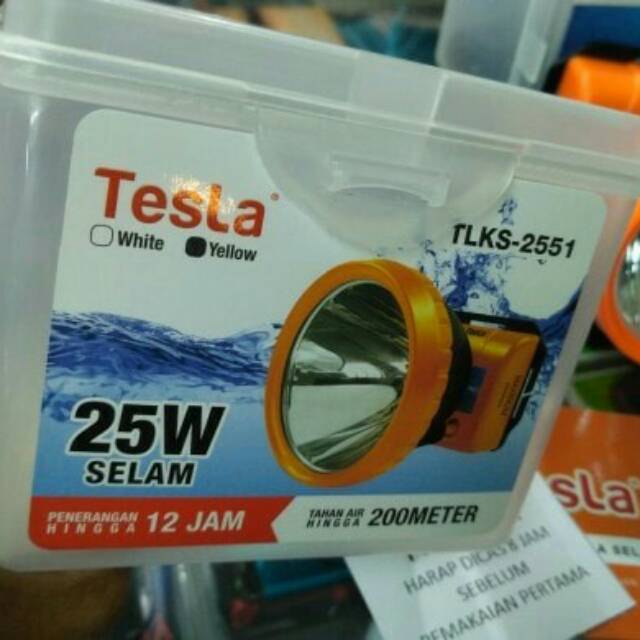 Tesla®
White Yellow
TLKS-2551
25W
SELAM
PENERANGAN
HINGGA 12 JAM
TAHAN AIR
HINGGA 200METER
sla
A SEL
HARAP DICAS 8 JAM
SEBELUM
PEMAKAIAN PERTAMA